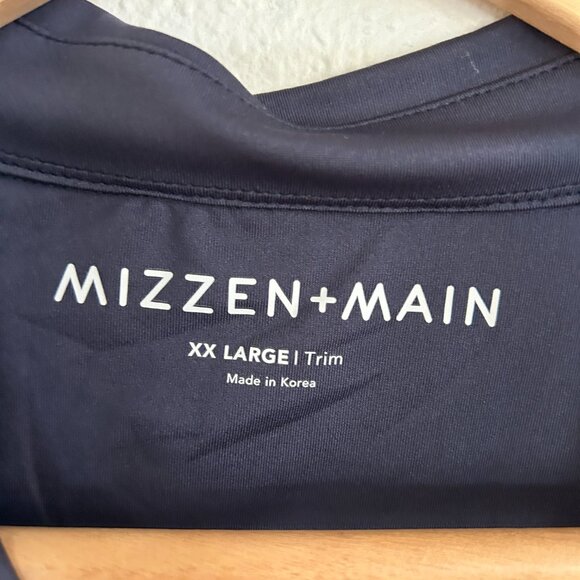 MIZZEN+MAIN
XX LARGE | Trim
Made in Korea